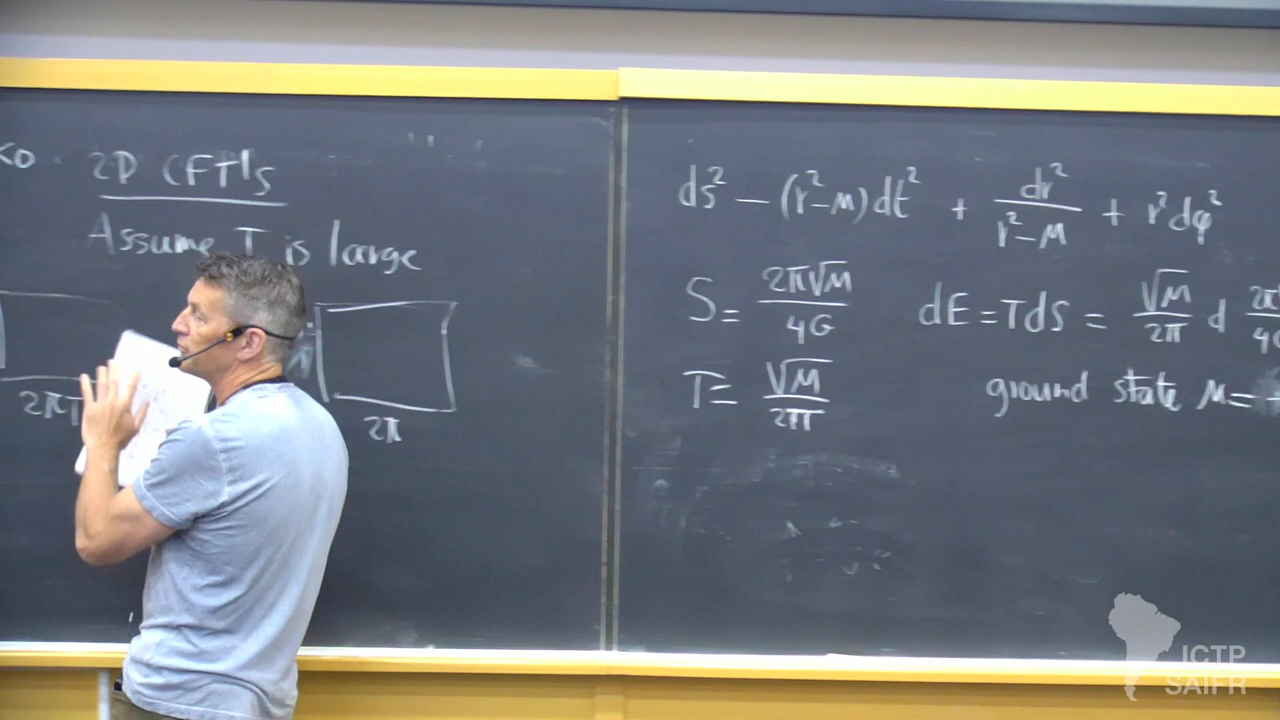 2D CFT's
Assume T is large
2π
2π
ds² - (r²-M)dt² + dr²/(r²-M) + r²dφ²
S = 2π√M/4G
dE = TdS = √M/2π d
T = √M/2π
ground state M = -
ICTP
SAIFR